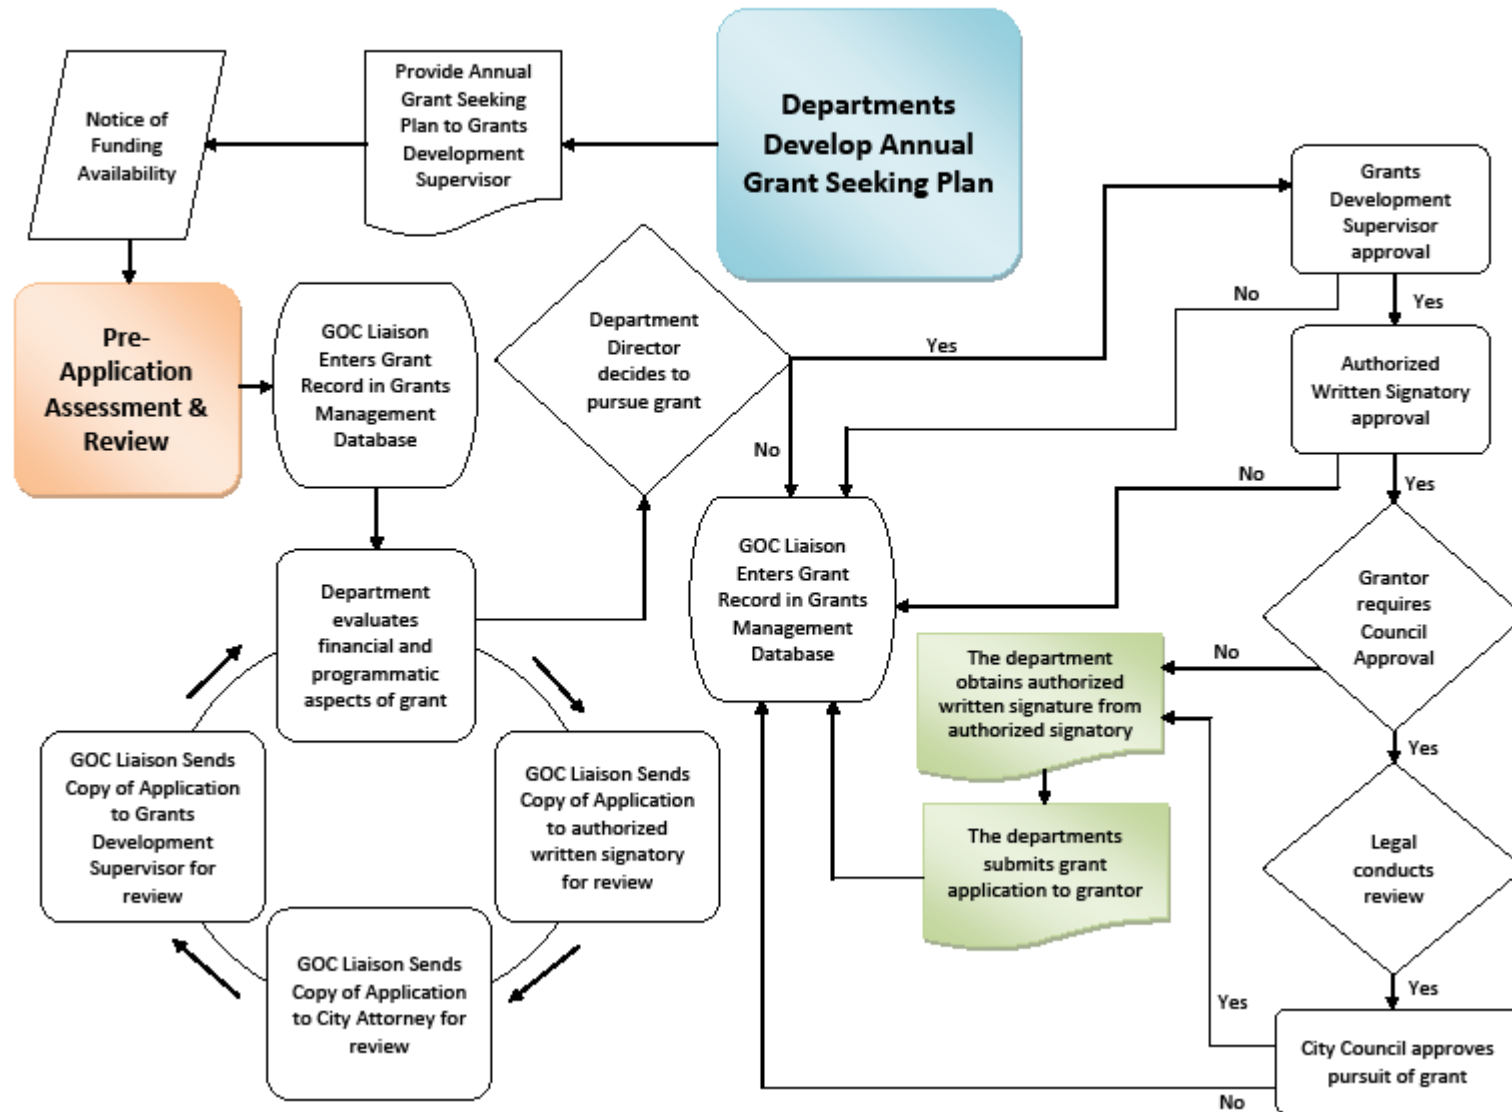 Departments
Develop Annual
Grant Seeking Plan
Provide Annual
Grant Seeking
Plan to Grants
Development
Supervisor
Notice of
Funding
Availability
Pre-
Application
Assessment &
Review
GOC Liaison
Enters Grant
Record in Grants
Management
Database
Department
evaluates
financial and
programmatic
aspects of grant
GOC Liaison Sends
Copy of Application
to authorized
written signatory
for review
GOC Liaison Sends
Copy of Application
to City Attorney for
review
GOC Liaison Sends
Copy of Application
to Grants
Development
Supervisor for
review
Department
Director
decides to
pursue grant
Yes
No
Grants
Development
Supervisor
approval
No
Yes
Authorized
Written Signatory
approval
No
Yes
Grantor
requires
Council
Approval
No
Yes
Legal
conducts
review
Yes
City Council approves
pursuit of grant
Yes
No
The department
obtains authorized
written signature from
authorized signatory
The departments
submits grant
application to grantor
GOC Liaison
Enters Grant
Record in Grants
Management
Database